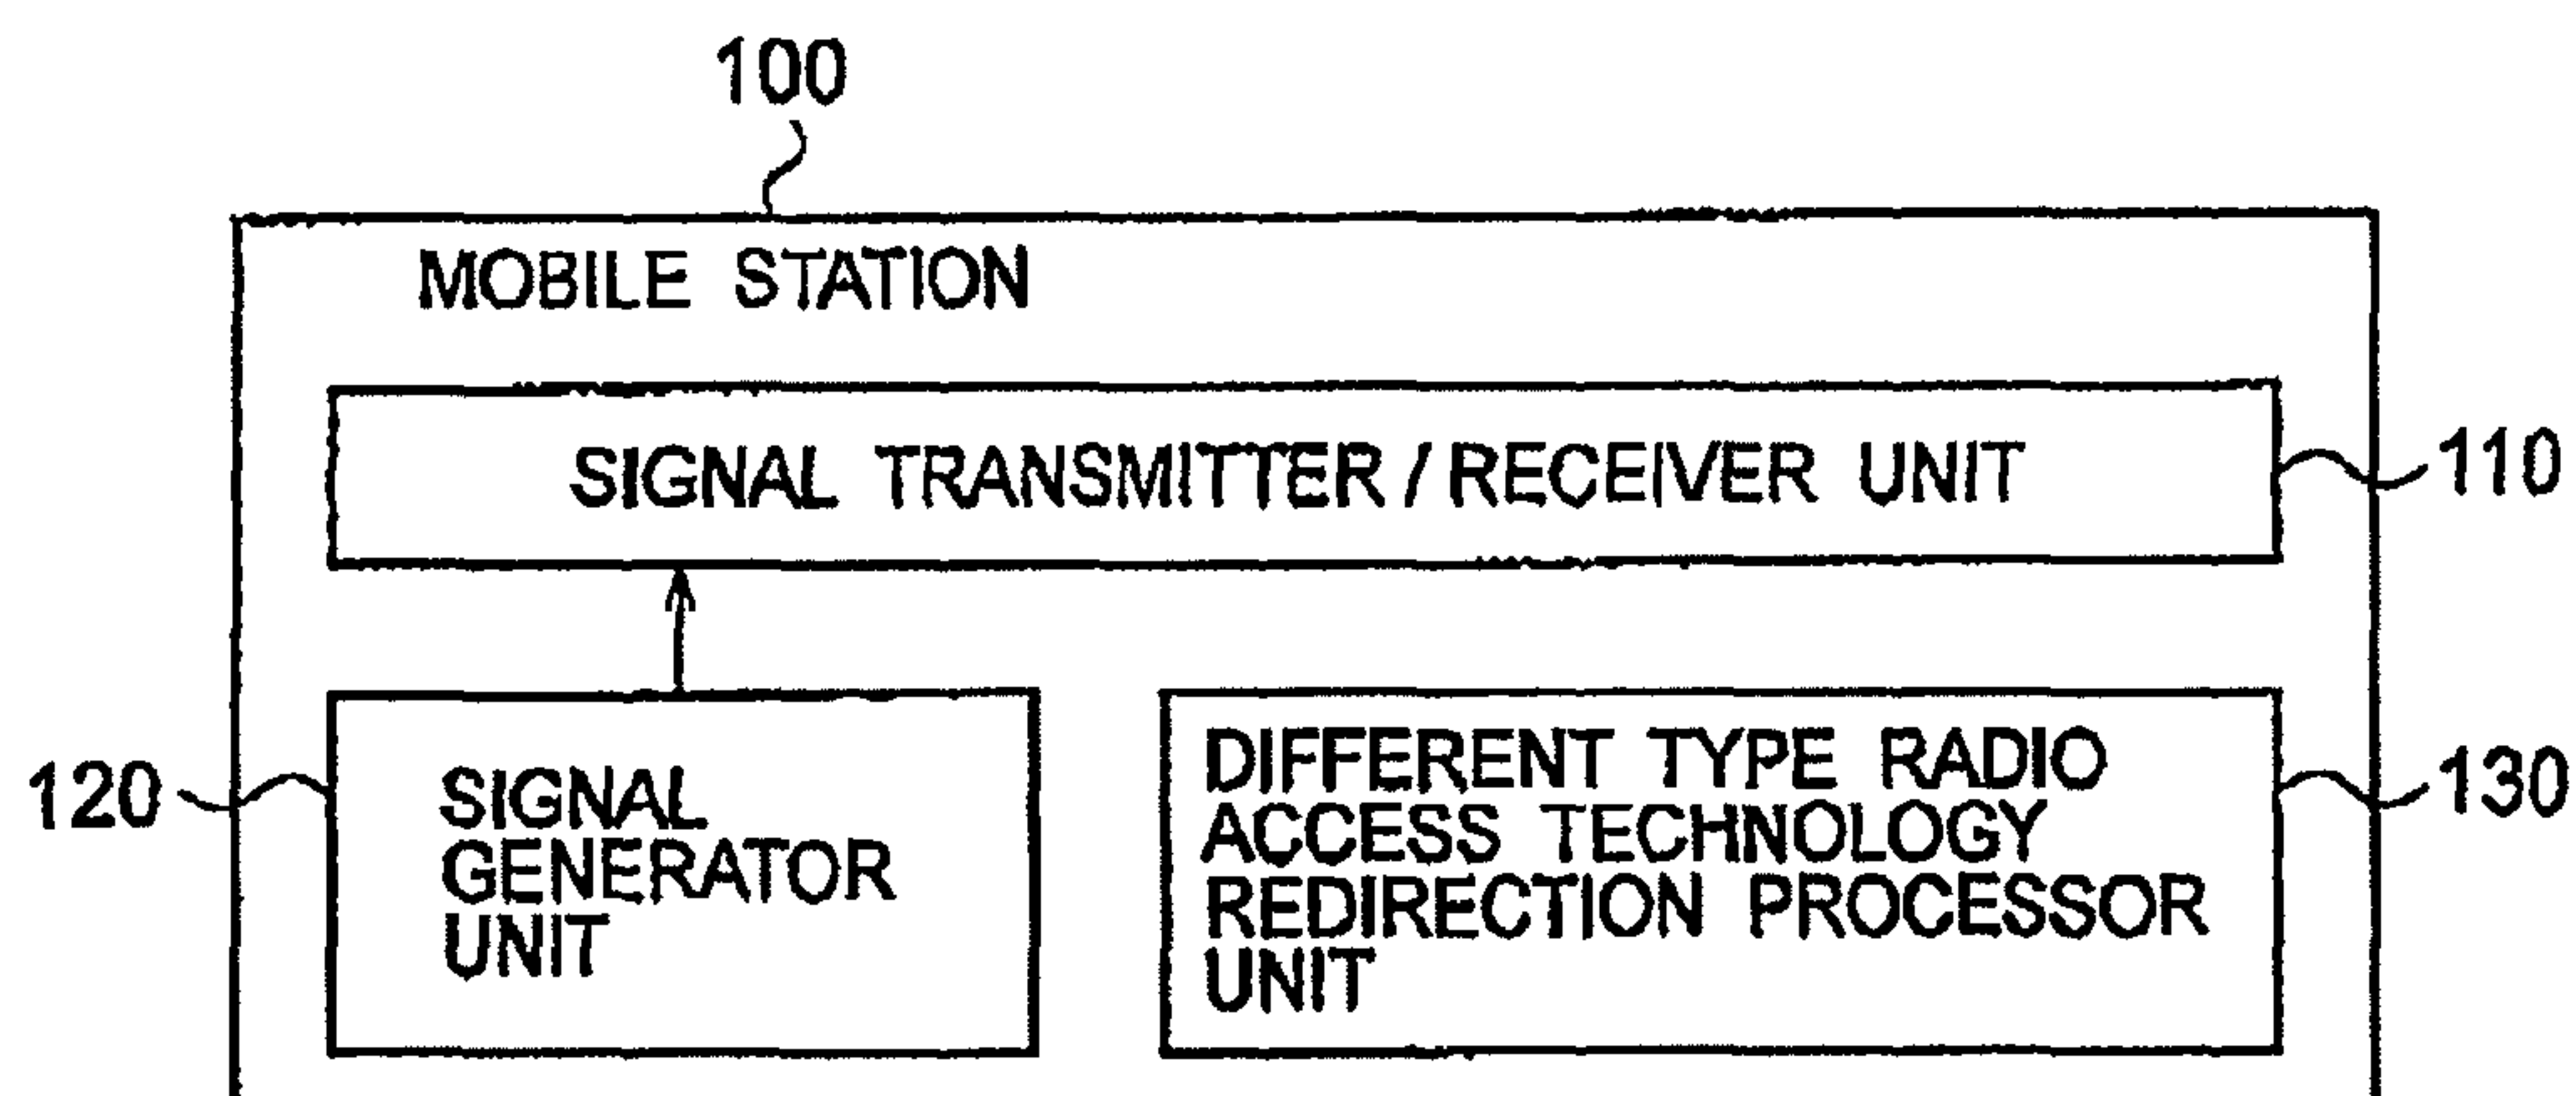 100
MOBILE STATION
SIGNAL TRANSMITTER / RECEIVER UNIT
110
120
SIGNAL
GENERATOR
UNIT
DIFFERENT TYPE RADIO
ACCESS TECHNOLOGY
REDIRECTION PROCESSOR
UNIT
130